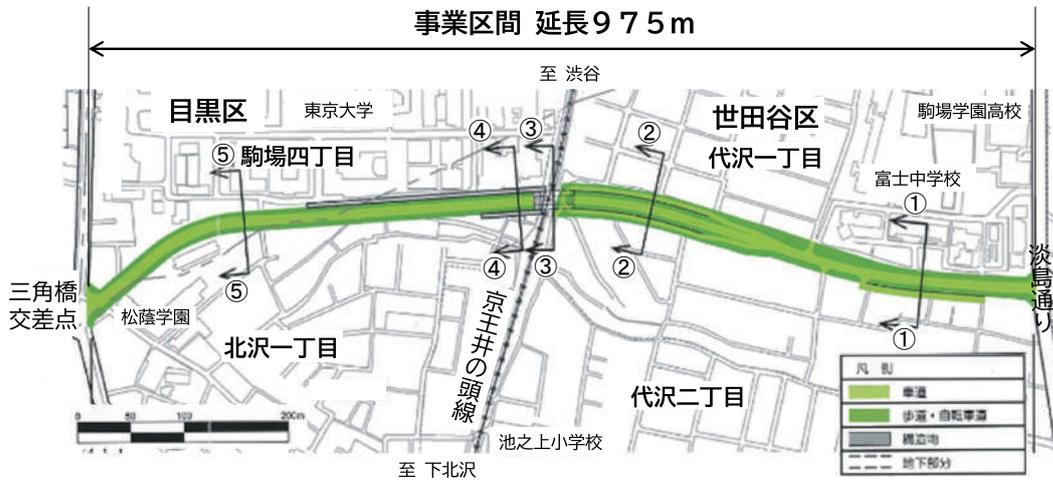 事業区間 延長975m
至 渋谷
目黒区
東京大学
世田谷区
駒場学園高校
④
③
②
⑤
駒場四丁目
代沢一丁目
富士中学校
①
④
③
②
⑤
①
淡島通り
三角橋
交差点
松蔭学園
北沢一丁目
京王井の頭線
代沢二丁目
池之上小学校
至 下北沢
0 50 100 200m
凡 例
車道
歩道・自転車道
構造物
地下部分